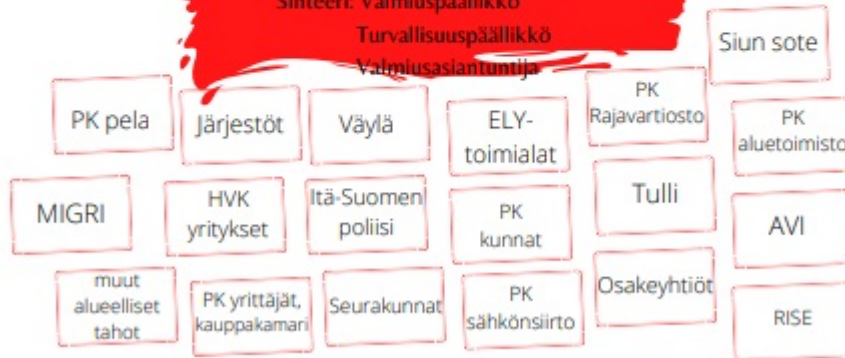 Sihteeri: Valmiuspäällikkö
Turvallisuuspäällikkö
Valmiusasiantuntija
Siun sote
PK pela
Järjestöt
Väylä
ELY-
toimialat
PK
Rajavartiosto
PK
aluetoimisto
MIGRI
HVK
yritykset
Itä-Suomen
poliisi
PK
kunnat
Tulli
AVI
muut
alueelliset
tahot
PK yrittäjät,
kauppakamari
Seurakunnat
PK
sähkönsiirto
Osakeyhtiöt
RISE